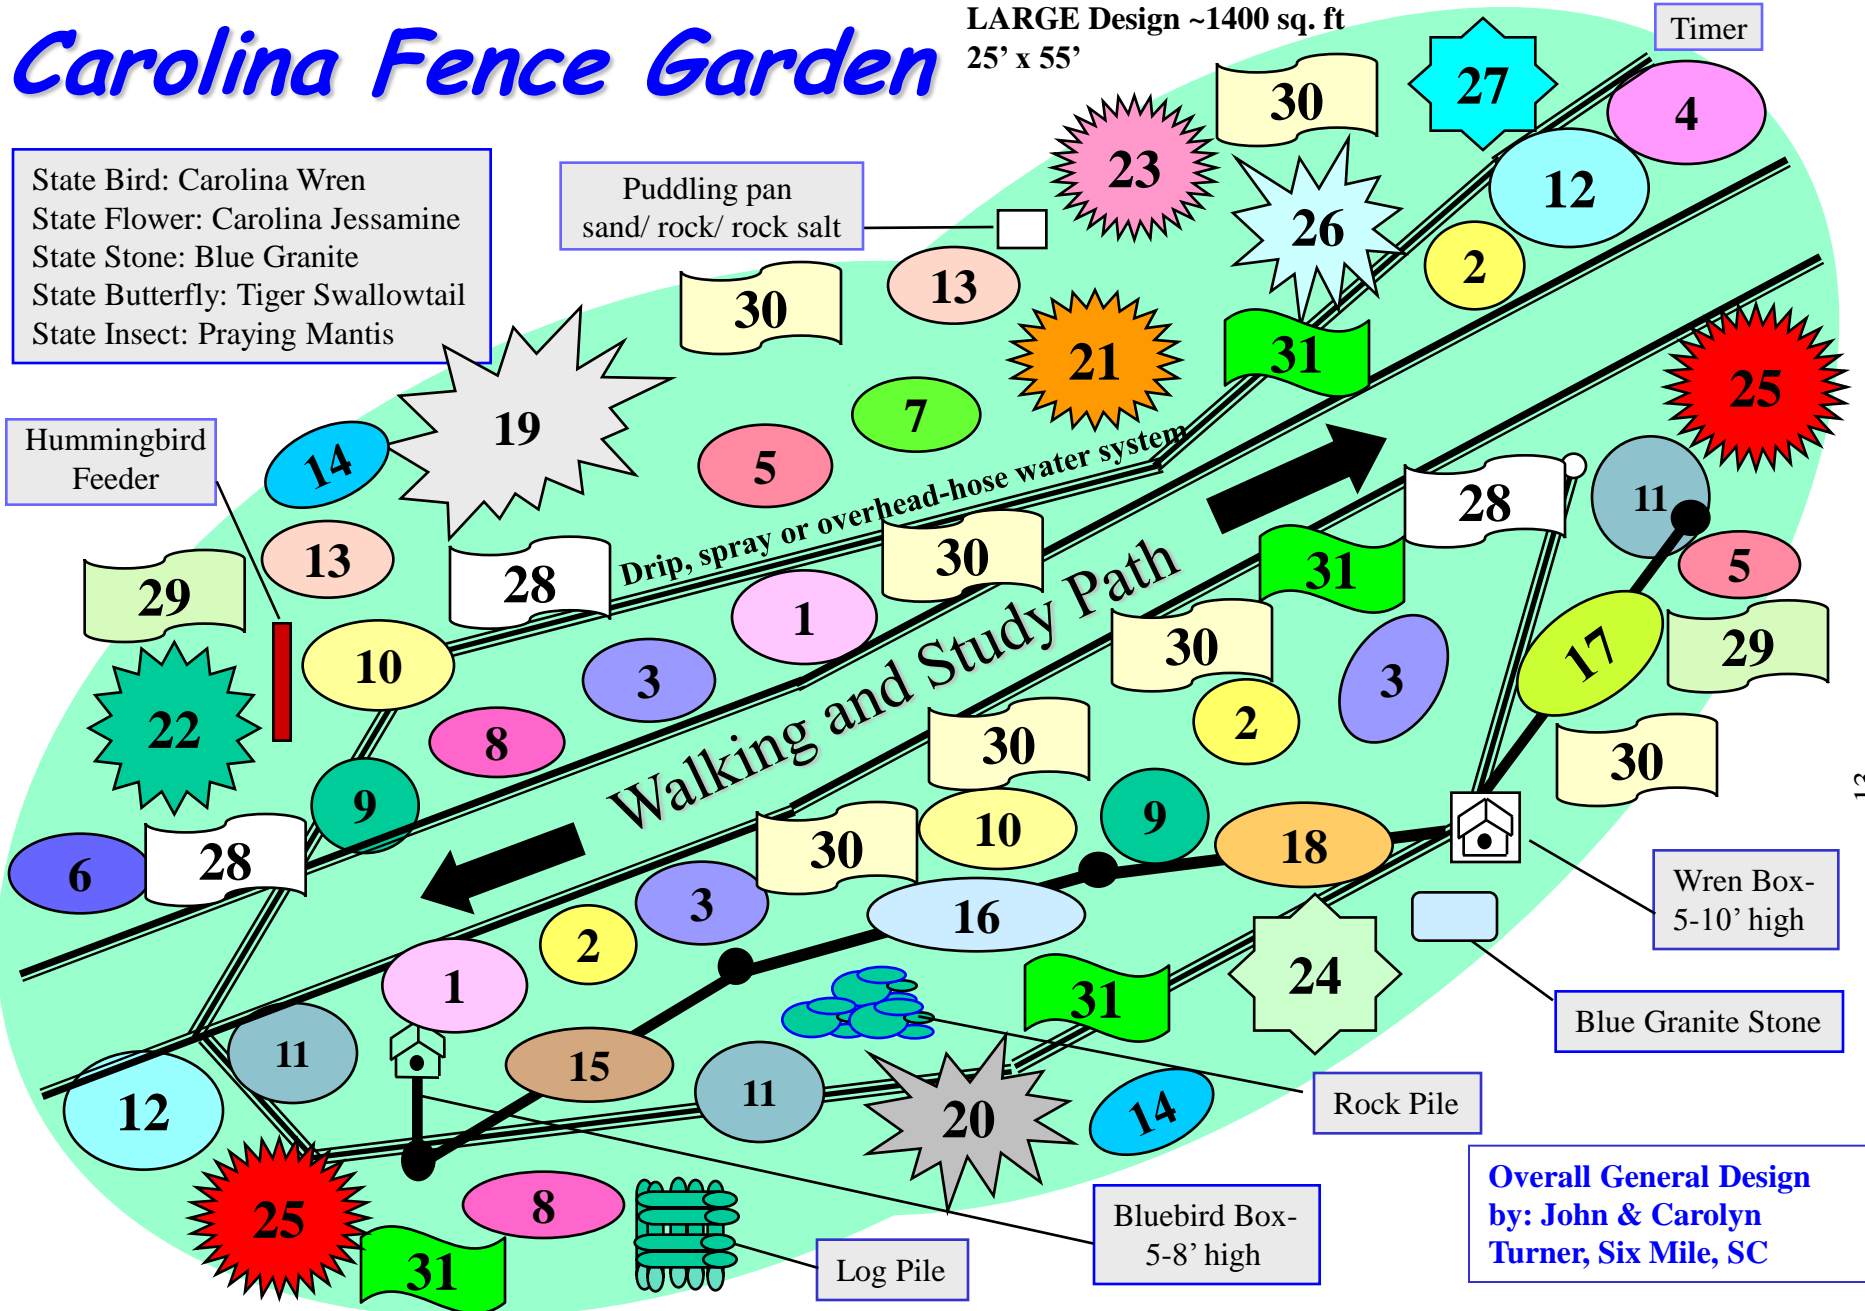 Carolina Fence Garden
LARGE Design ~1400 sq. ft
25’ x 55’
Timer
State Bird: Carolina Wren
State Flower: Carolina Jessamine
State Stone: Blue Granite
State Butterfly: Tiger Swallowtail
State Insect: Praying Mantis
Puddling pan
sand/ rock/ rock salt
30
27
4
23
12
26
2
13
30
31
21
25
19
7
14
5
Hummingbird
Feeder
Drip, spray or overhead-hose water system
28
11
13
30
31
5
29
28
1
30
17
29
10
3
3
22
8
2
30
30
Walking and Study Path
9
10
9
18
30
6
28
3
16
2
Wren Box-
5-10’ high
1
24
31
Blue Granite Stone
11
15
11
12
20
14
Rock Pile
25
8
31
Log Pile
Bluebird Box-
5-8’ high
Overall General Design
by: John & Carolyn
Turner, Six Mile, SC